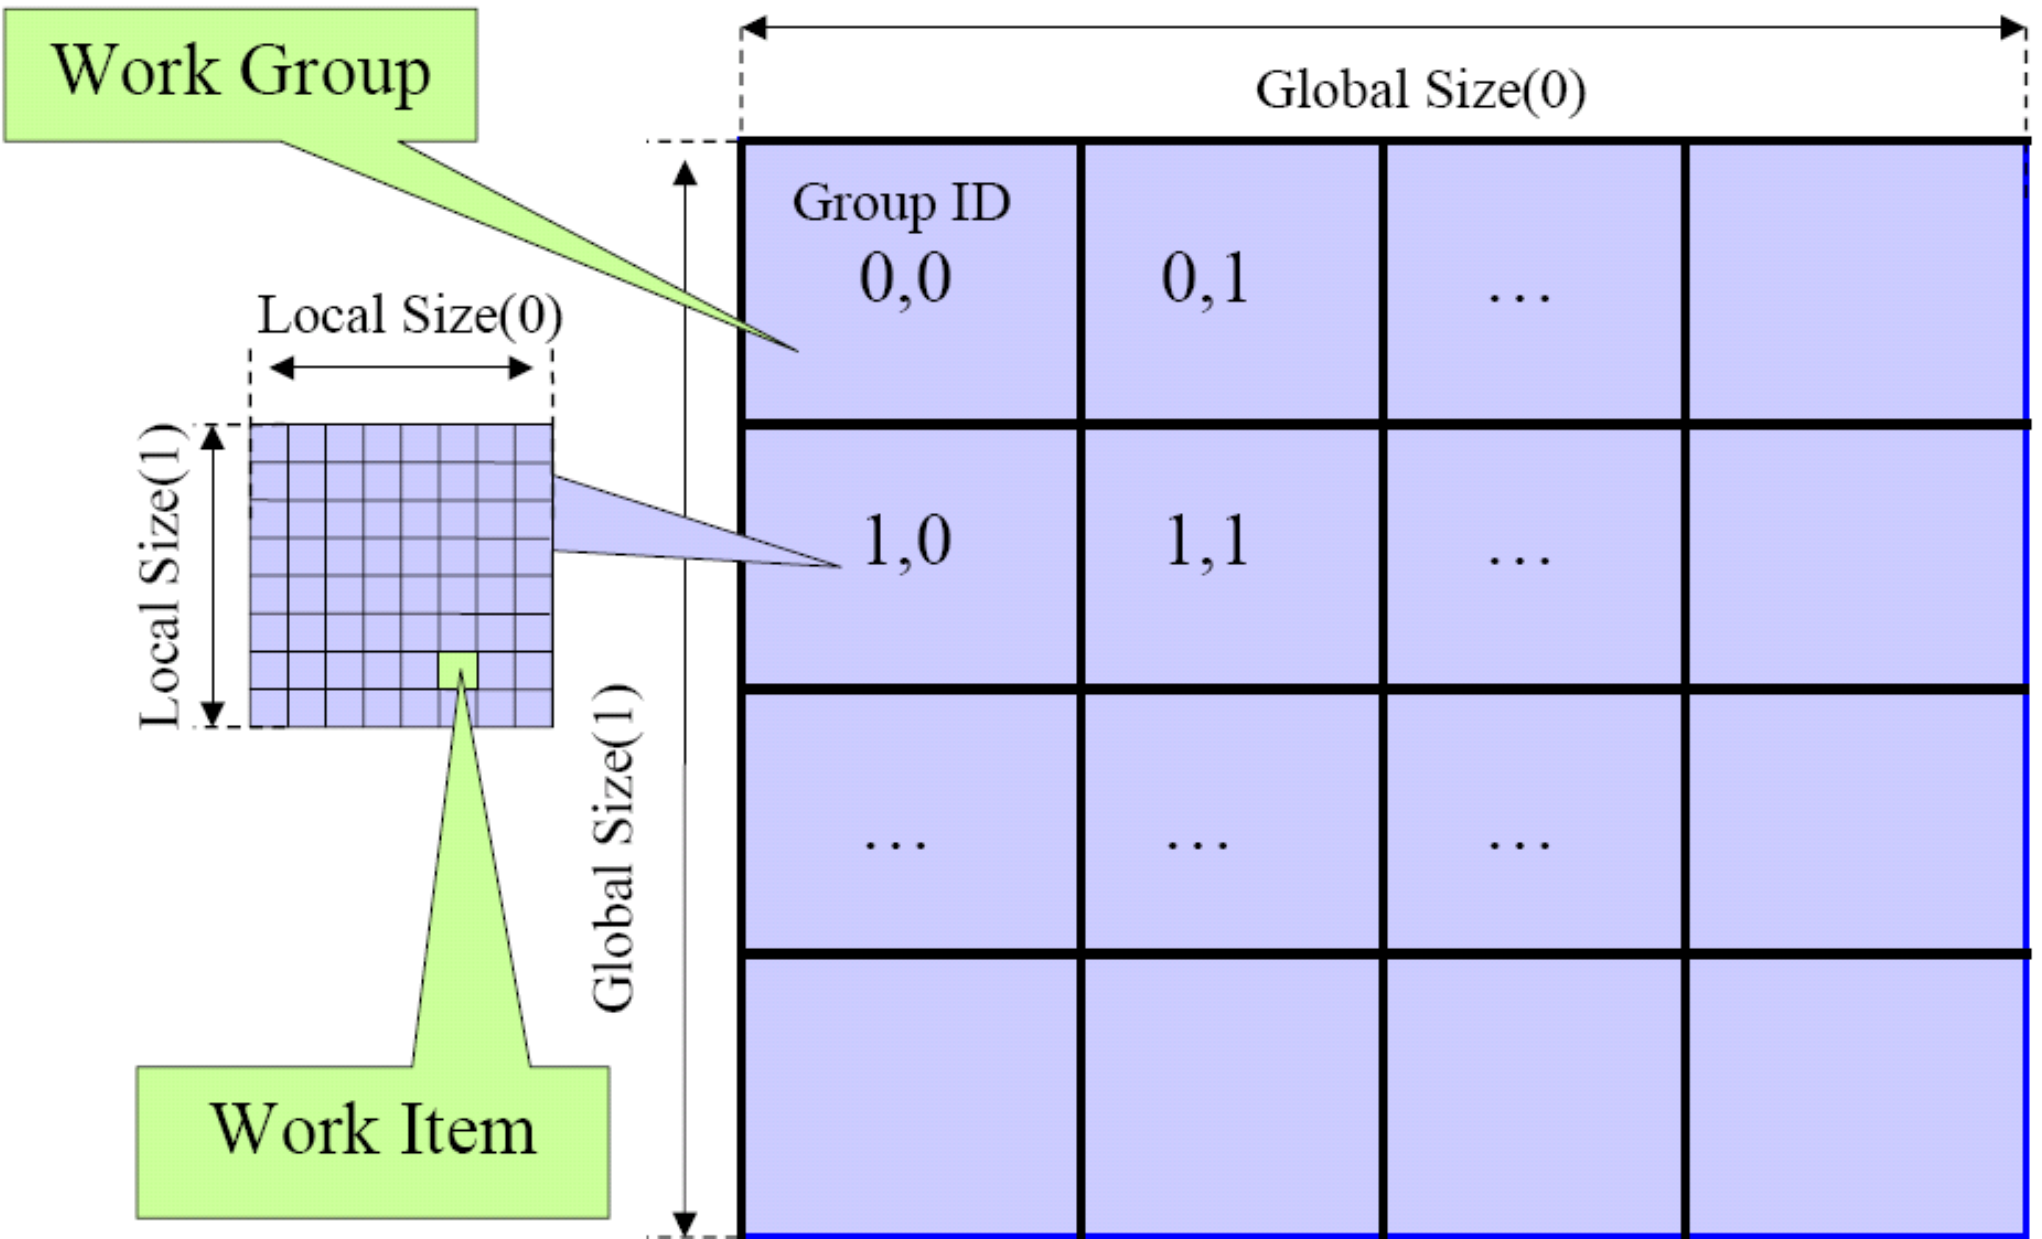 Work Group
Global Size(0)
Group ID
0,0
0,1
...
Local Size(0)
Local Size(1)
1,0
1,1
...
Global Size(1)
...
...
...
Work Item